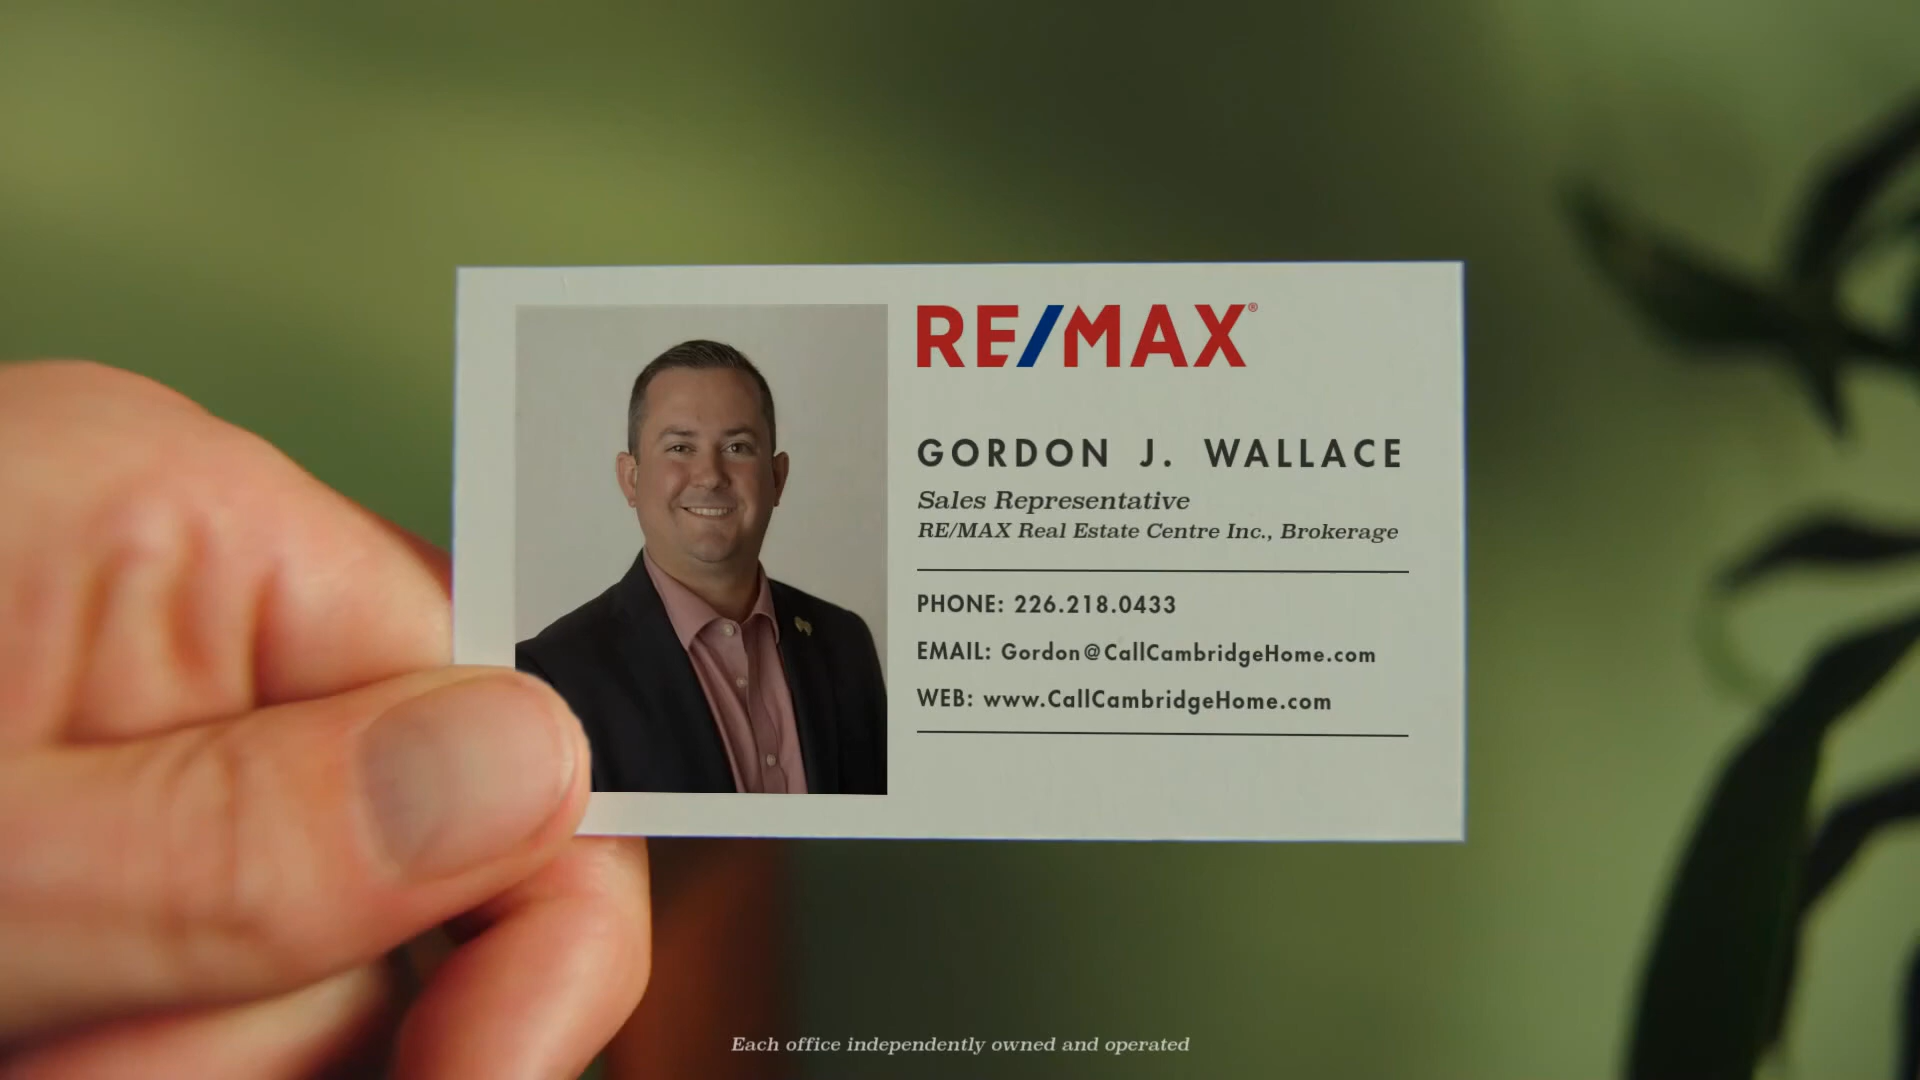 RE/MAX®
GORDON J. WALLACE
Sales Representative
RE/MAX Real Estate Centre Inc., Brokerage
PHONE: 226.218.0433
EMAIL: Gordon@CallCambridgeHome.com
WEB: www.CallCambridgeHome.com
Each office independently owned and operated